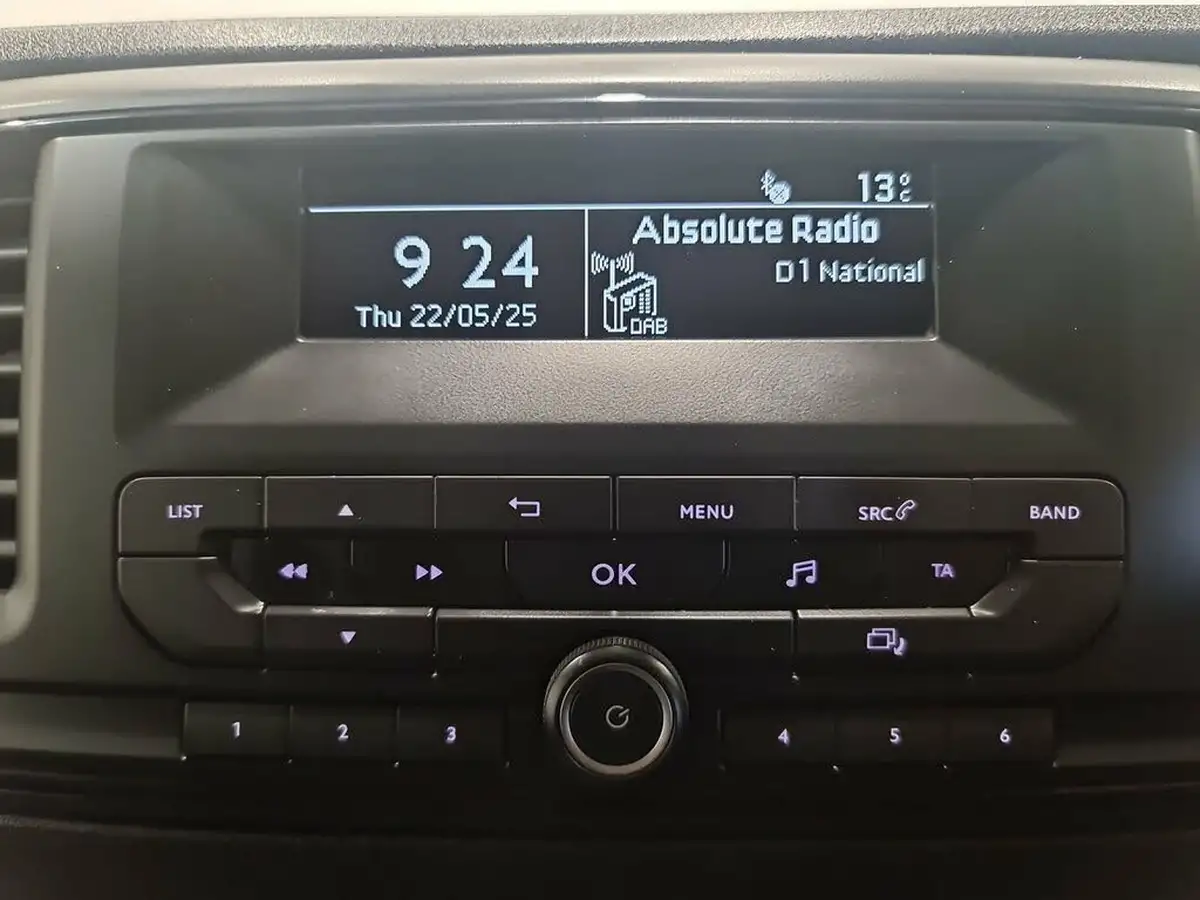 13°C
9 24
Thu 22/05/25
Absolute Radio
D1 National
DAB
LIST
MENU
SRC
BAND
OK
TA
1
2
3
4
5
6